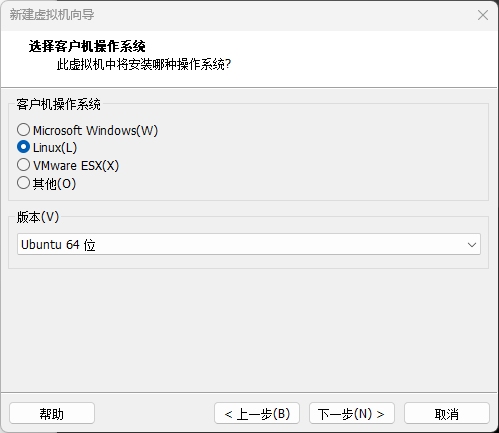 新建虚拟机向导
选择客户机操作系统
此虚拟机中将安装哪种操作系统?
客户机操作系统
Microsoft Windows(W)
Linux(L)
VMware ESX(X)
其他(O)
版本(V)
Ubuntu 64 位
帮助
< 上一步(B)
下一步(N) >
取消